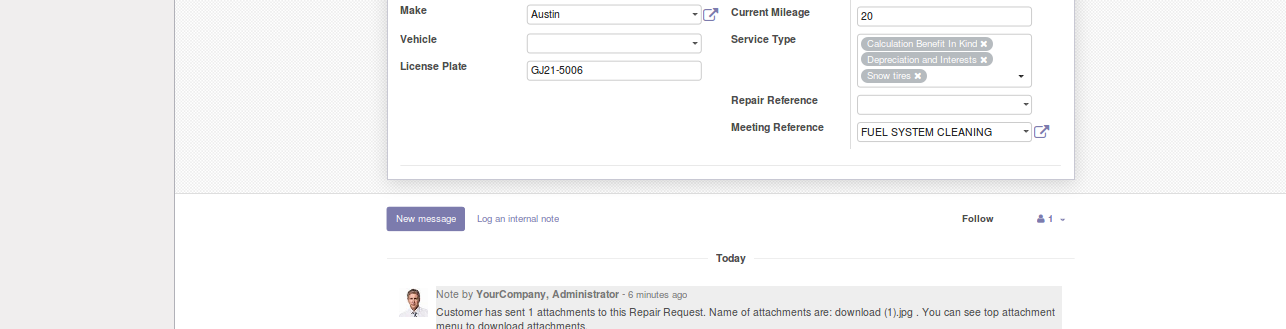 Make
Austin
Current Mileage
20
Vehicle
Service Type
Calculation Benefit In Kind ✖
Depreciation and Interests ✖
Snow tires ✖
License Plate
GJ21-5006
Repair Reference
Meeting Reference
FUEL SYSTEM CLEANING
New message
Log an internal note
Follow
1
Today
Note by YourCompany, Administrator - 6 minutes ago
Customer has sent 1 attachments to this Repair Request. Name of attachments are: download (1).jpg . You can see top attachment
menu to download attachments.